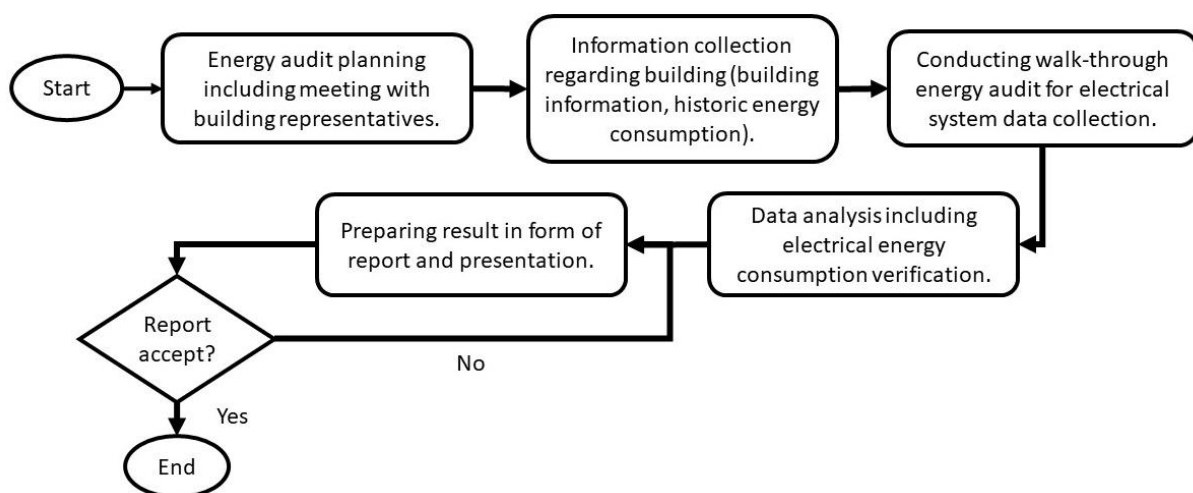 Start
Energy audit planning
including meeting with
building representatives.
Information collection
regarding building (building
information, historic energy
consumption).
Conducting walk-through
energy audit for electrical
system data collection.
Data analysis including
electrical energy
consumption verification.
Preparing result in form of
report and presentation.
Report
accept?
No
Yes
End